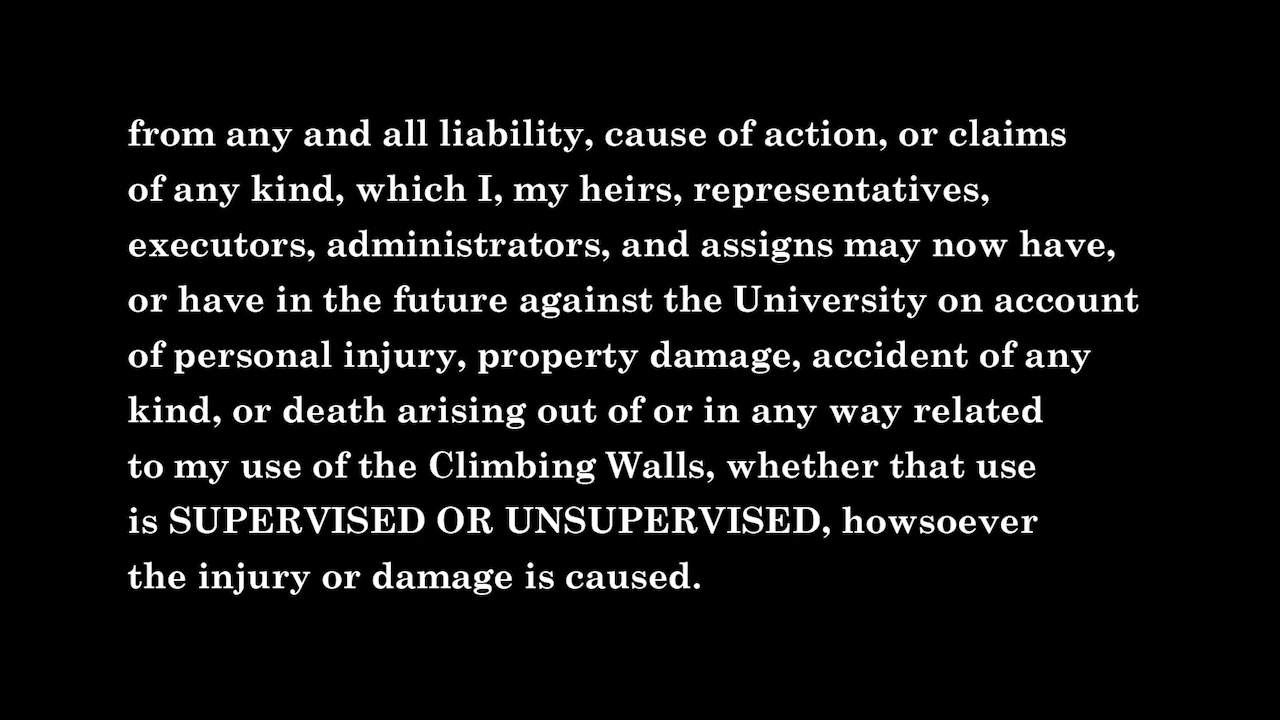 from any and all liability, cause of action, or claims
of any kind, which I, my heirs, representatives,
executors, administrators, and assigns may now have,
or have in the future against the University on account
of personal injury, property damage, accident of any
kind, or death arising out of or in any way related
to my use of the Climbing Walls, whether that use
is SUPERVISED OR UNSUPERVISED, howsoever
the injury or damage is caused.